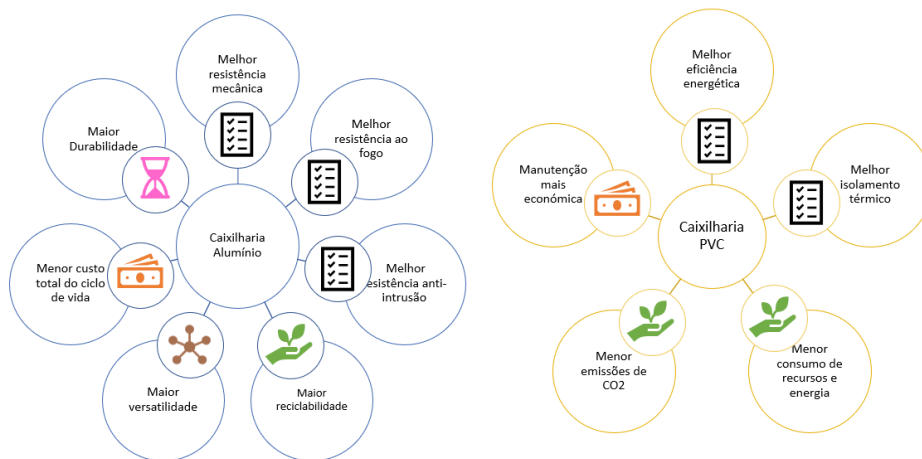 Melhor
resistência
mecânica
Melhor
resistência ao
fogo
Melhor
resistência anti-
intrusão
Maior
reciclabilidade
Maior
versatilidade
Menor custo
total do ciclo
de vida
Maior
Durabilidade
Caixilharia
Alumínio
Melhor
eficiência
energética
Melhor
isolamento
térmico
Menor
consumo de
recursos e
energia
Menor
emissões de
CO2
Manutenção
mais
económica
Caixilharia
PVC